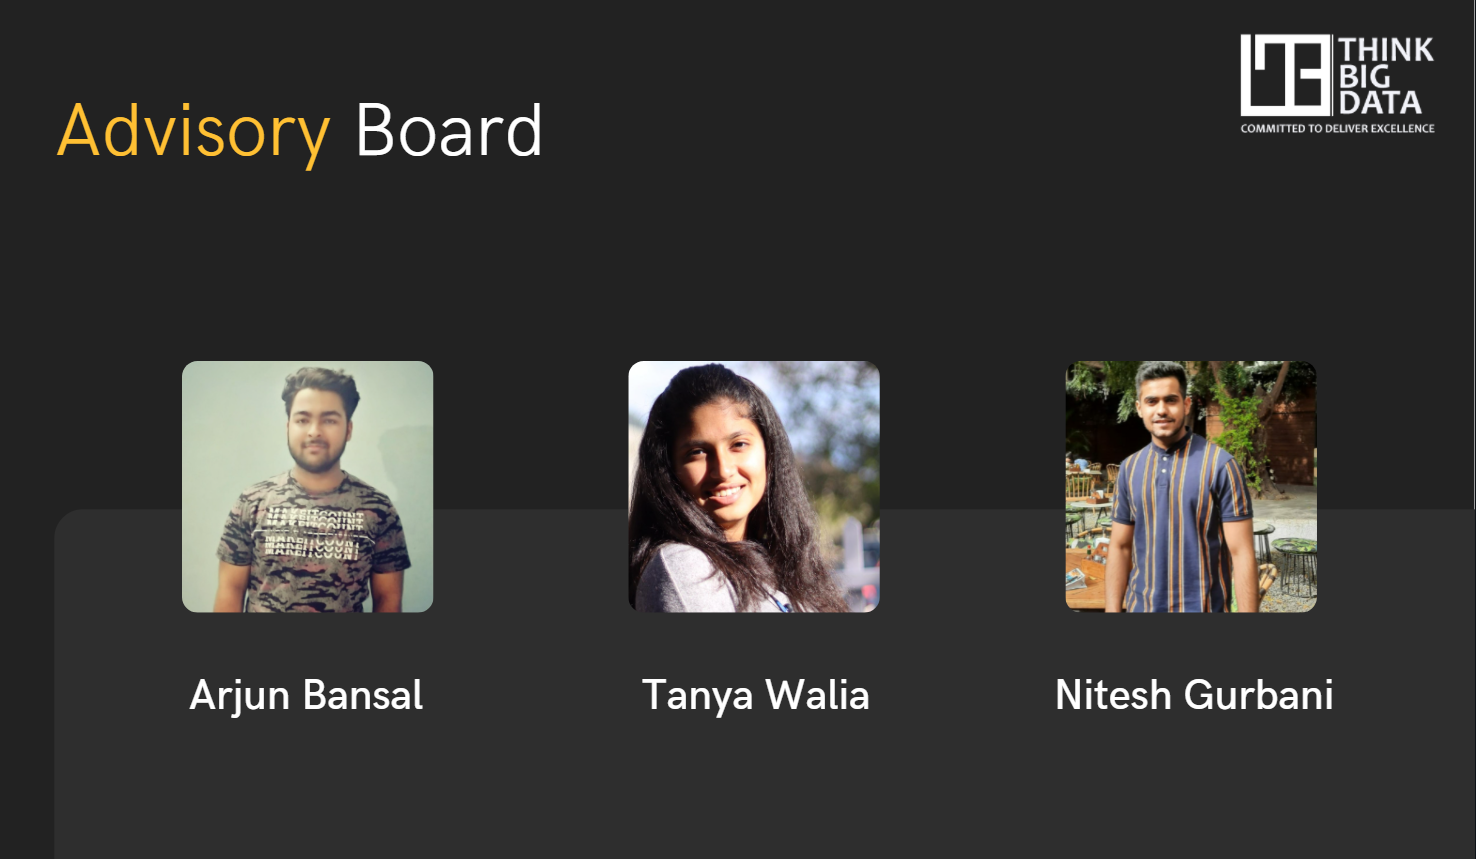 THINK
BIG
DATA
COMMITTED TO DELIVER EXCELLENCE
Advisory Board
MAKEITCOUNT
MAKEITCOUNT
Arjun Bansal
Tanya Walia
Nitesh Gurbani